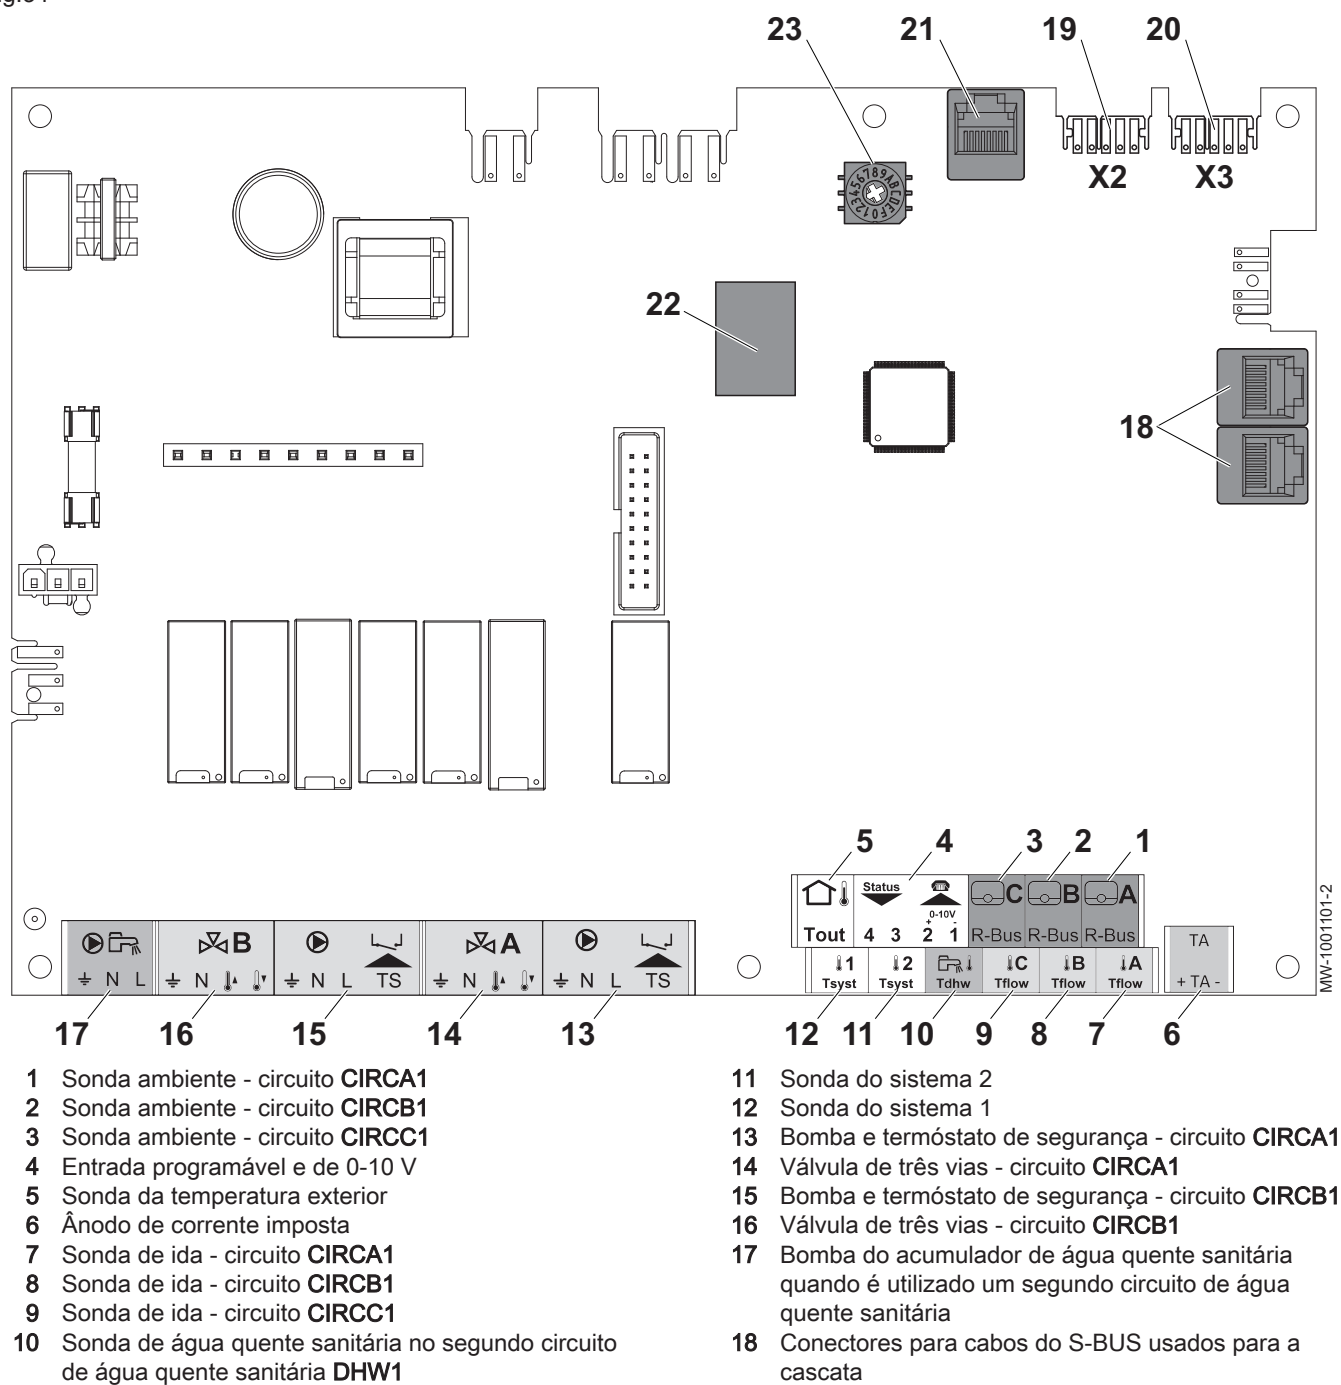 23 21 19 20
X2 X3
456789ABCDEF0123
22
18
5 4 3 2 1
Status
0-10V
+ -
C B A
Tout 4 3 2 1 R-Bus R-Bus R-Bus
TA
1 2 C B A
Tsyst Tsyst Tdhw Tflow Tflow Tflow
+ TA -
B TS A TS
N L N N L N N L
17 16 15 14 13 12 11 10 9 8 7 6
MW-1001101-2
1 Sonda ambiente - circuito CIRCA1
2 Sonda ambiente - circuito CIRCB1
3 Sonda ambiente - circuito CIRCC1
4 Entrada programável e de 0-10 V
5 Sonda da temperatura exterior
6 Ânodo de corrente imposta
7 Sonda de ida - circuito CIRCA1
8 Sonda de ida - circuito CIRCB1
9 Sonda de ida - circuito CIRCC1
10 Sonda de água quente sanitária no segundo circuito
de água quente sanitária DHW1
11 Sonda do sistema 2
12 Sonda do sistema 1
13 Bomba e termóstato de segurança - circuito CIRCA1
14 Válvula de três vias - circuito CIRCA1
15 Bomba e termóstato de segurança - circuito CIRCB1
16 Válvula de três vias - circuito CIRCB1
17 Bomba do acumulador de água quente sanitária
quando é utilizado um segundo circuito de água
quente sanitária
18 Conectores para cabos do S-BUS usados para a
cascata